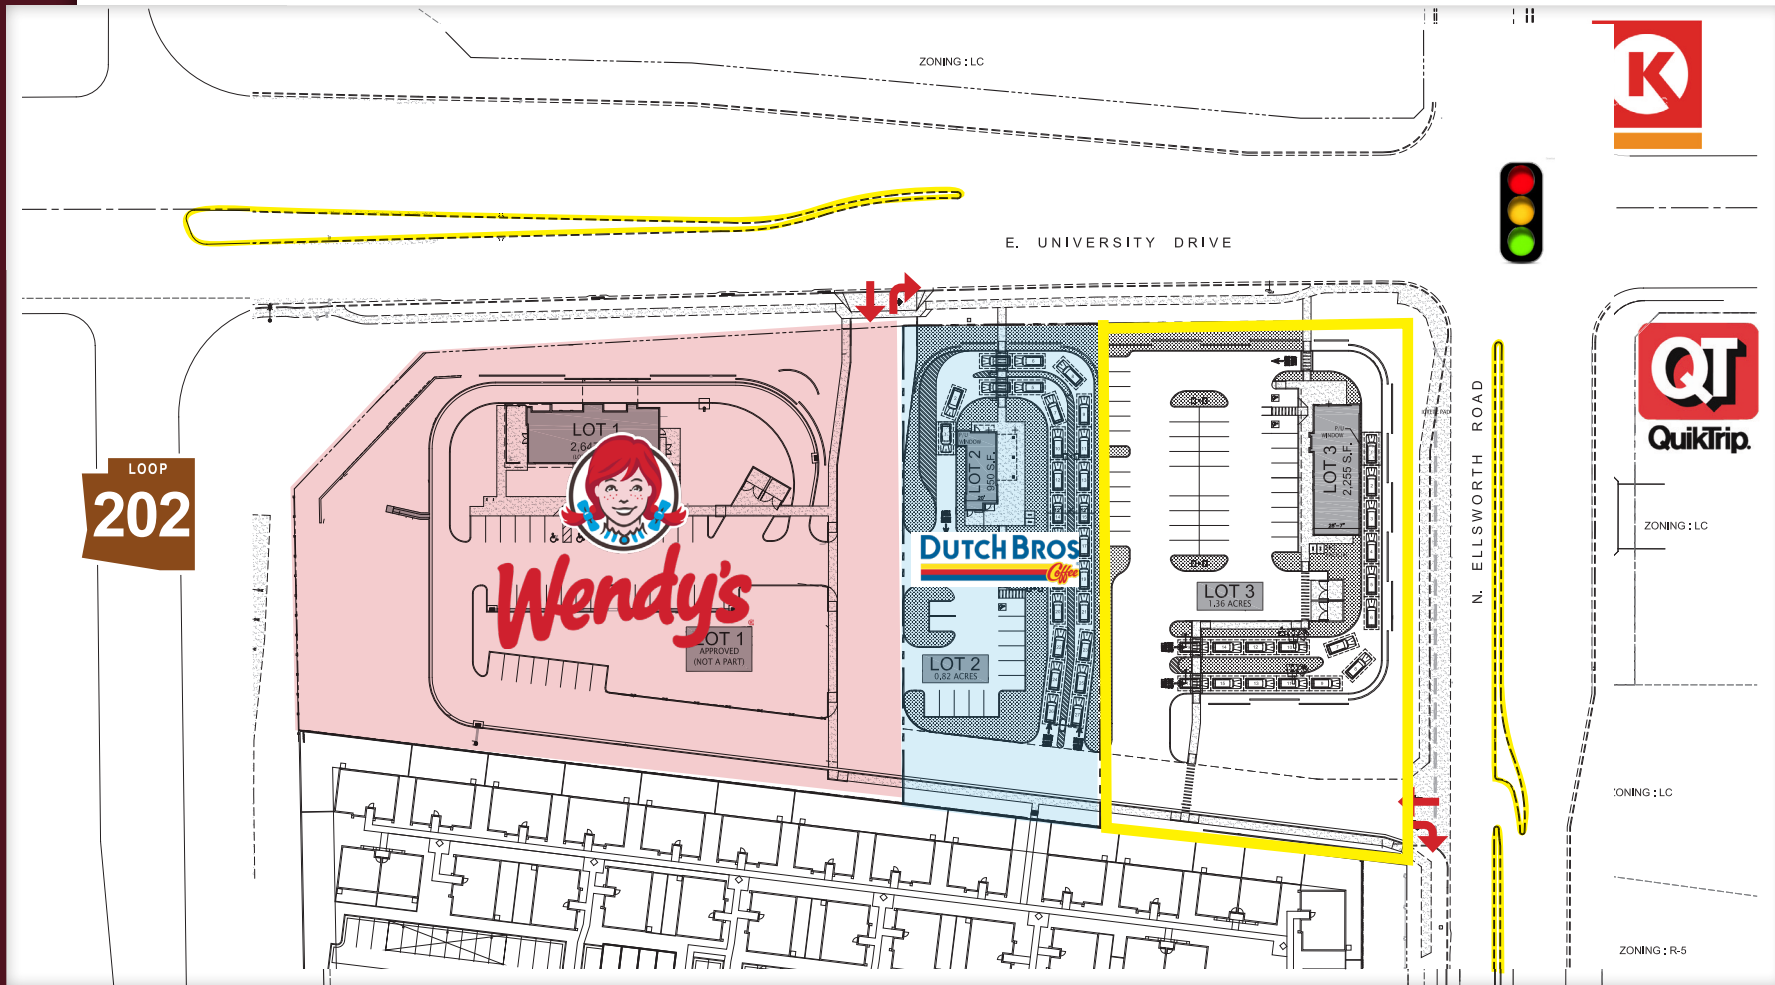 ZONING : LC
K
E. UNIVERSITY DRIVE
LOOP
202
LOT 1
P/U
WINDOW
LOT 2
950 S.F.
P/U
WINDOW
LOT 3
2,255 S.F.
N. ELLSWORTH ROAD
QT
QuikTrip.
ZONING : LC
DUTCH BROS
Coffee
Wendy's
LOT 3
1.36 ACRES
LOT 1
APPROVED
(NOT A PART)
LOT 2
0.82 ACRES
ZONING : LC
ZONING : R-5